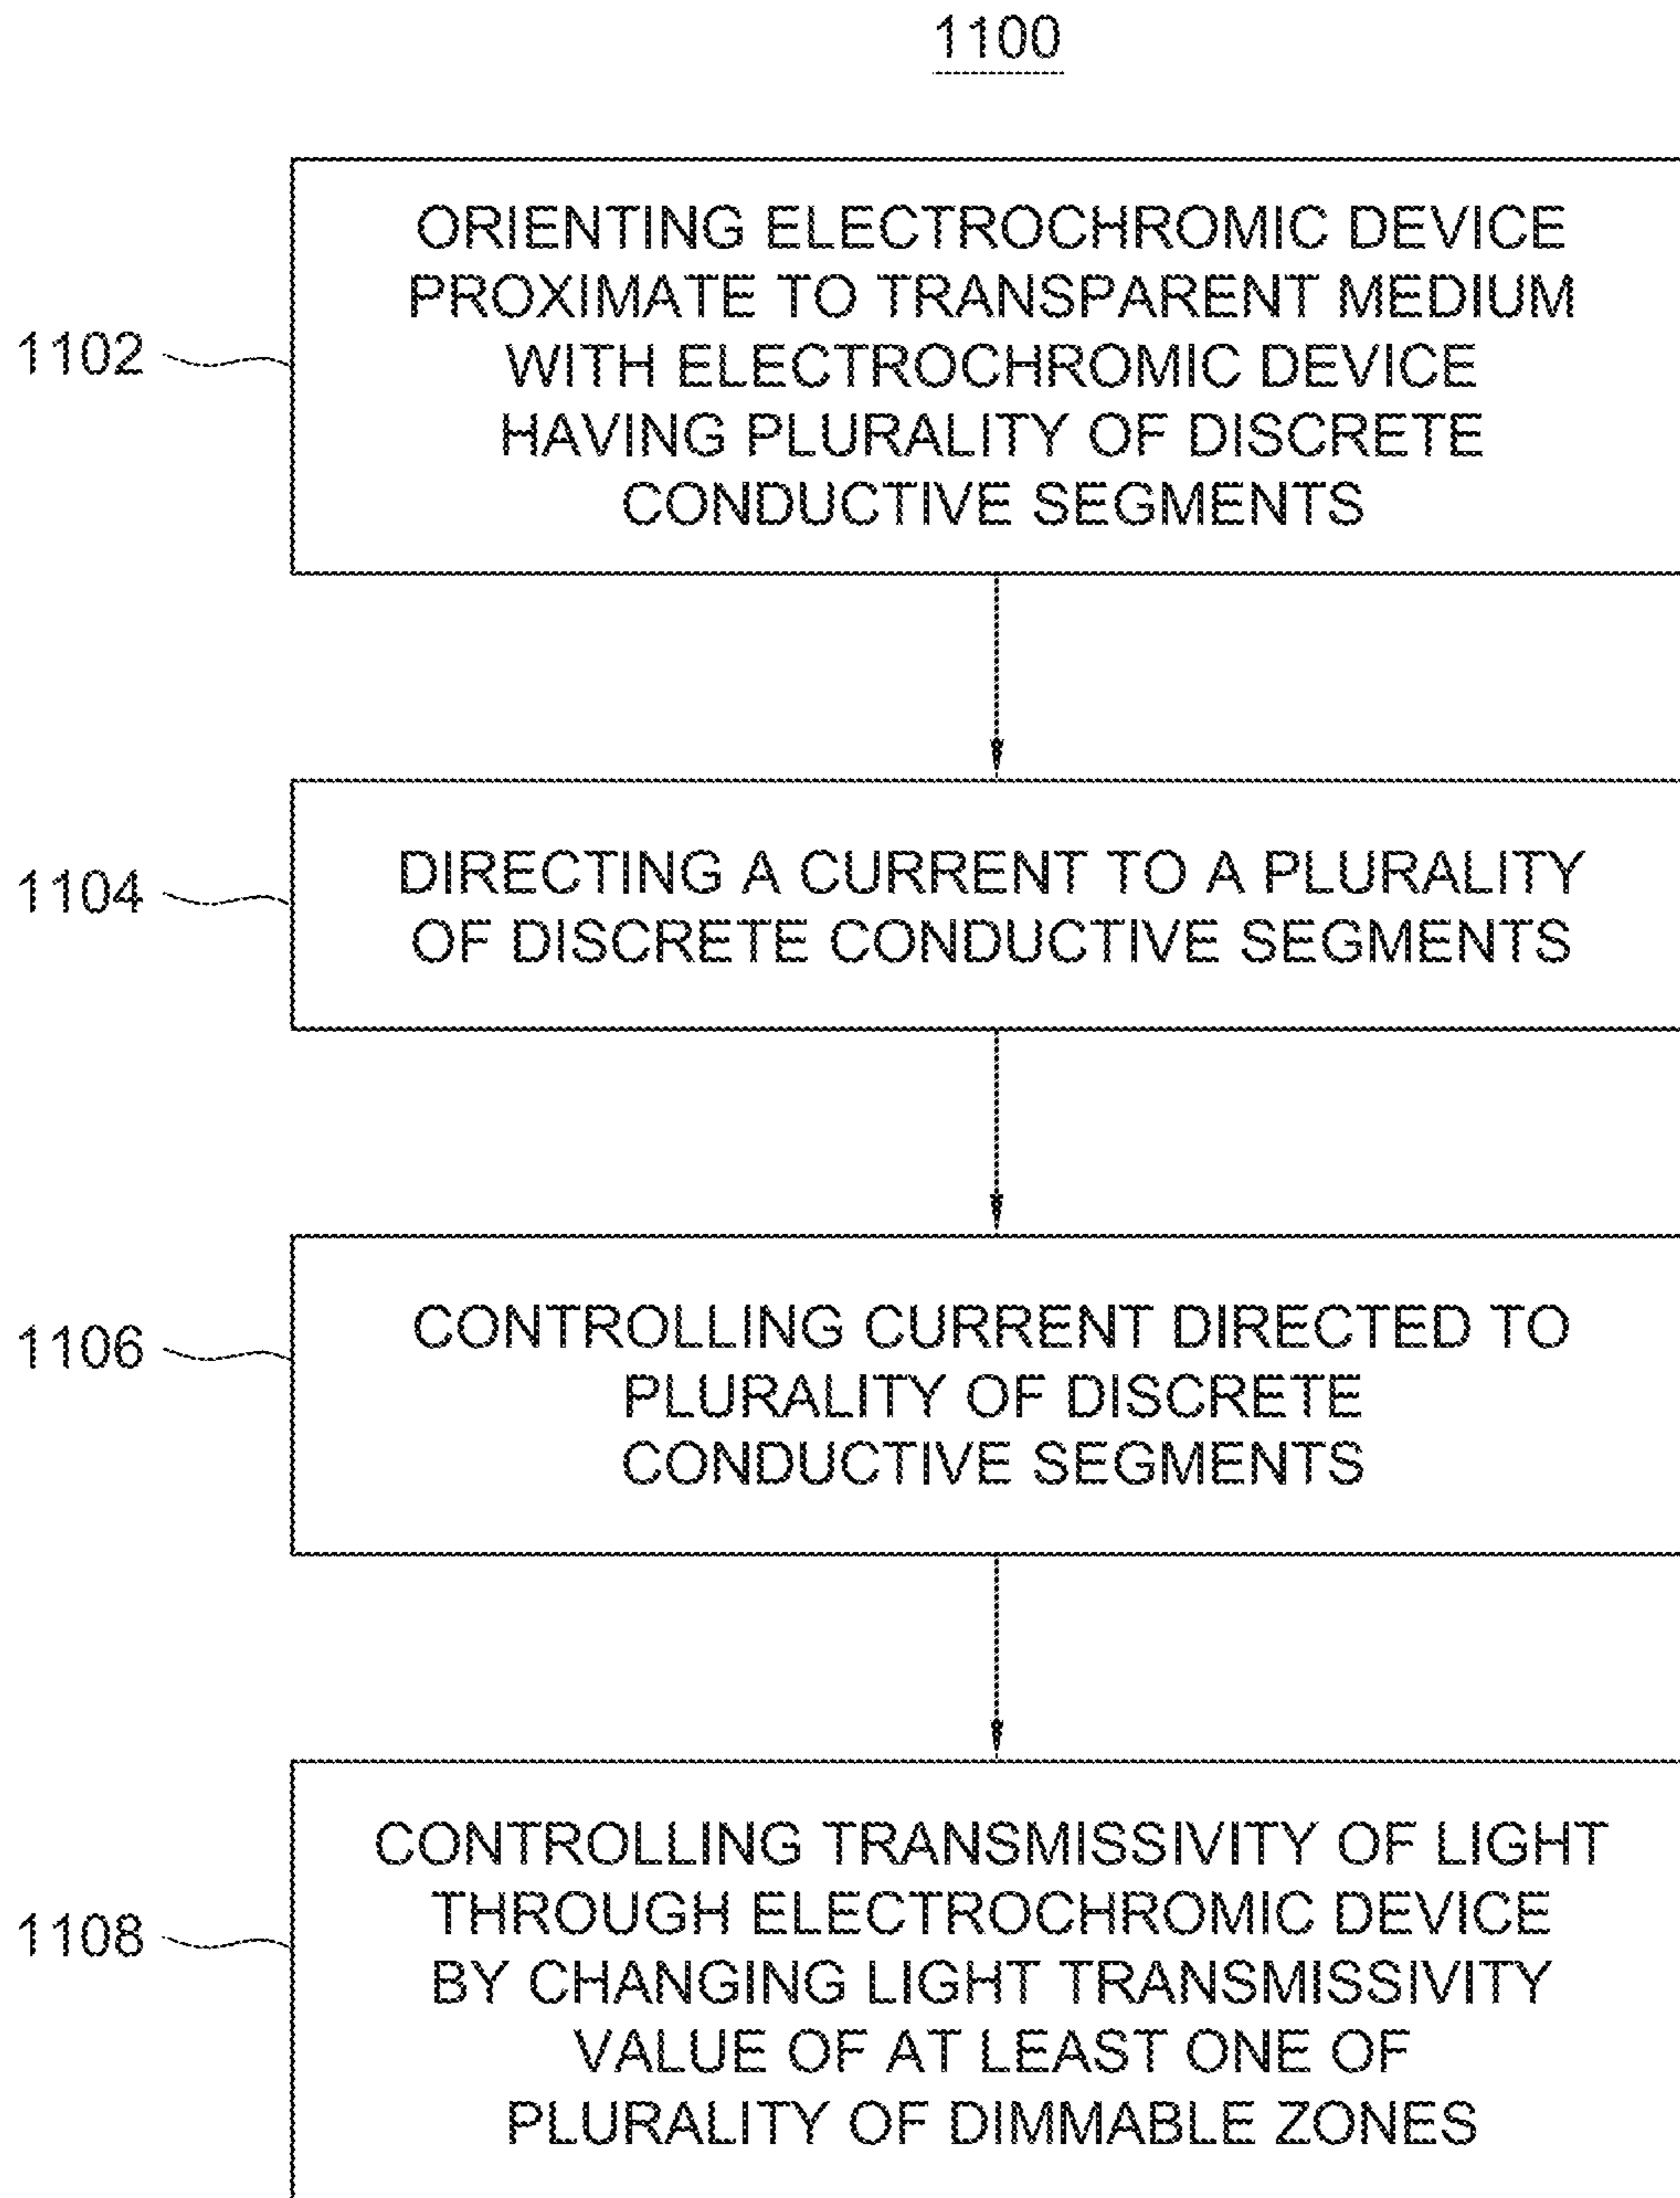 1100
1102
ORIENTING ELECTROCHROMIC DEVICE
PROXIMATE TO TRANSPARENT MEDIUM
WITH ELECTROCHROMIC DEVICE
HAVING PLURALITY OF DISCRETE
CONDUCTIVE SEGMENTS
1104
DIRECTING A CURRENT TO A PLURALITY
OF DISCRETE CONDUCTIVE SEGMENTS
1106
CONTROLLING CURRENT DIRECTED TO
PLURALITY OF DISCRETE
CONDUCTIVE SEGMENTS
1108
CONTROLLING TRANSMISSIVITY OF LIGHT
THROUGH ELECTROCHROMIC DEVICE
BY CHANGING LIGHT TRANSMISSIVITY
VALUE OF AT LEAST ONE OF
PLURALITY OF DIMMABLE ZONES